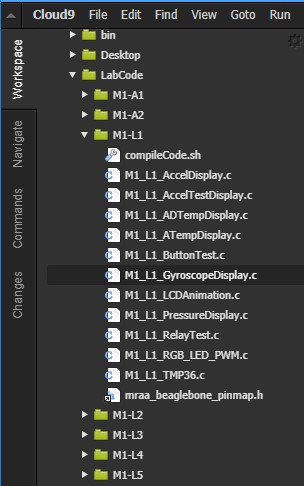 Cloud9 File Edit Find View Goto Run
Workspace
Navigate
Commands
Changes
bin
Desktop
LabCode
M1-A1
M1-A2
M1-L1
compileCode.sh
M1_L1_AccelDisplay.c
M1_L1_AccelTestDisplay.c
M1_L1_ADTempDisplay.c
M1_L1_ATempDisplay.c
M1_L1_ButtonTest.c
M1_L1_GyroscopeDisplay.c
M1_L1_LCDAnimation.c
M1_L1_PressureDisplay.c
M1_L1_RelayTest.c
M1_L1_RGB_LED_PWM.c
M1_L1_TMP36.c
mraa_beaglebone_pinmap.h
M1-L2
M1-L3
M1-L4
M1-L5